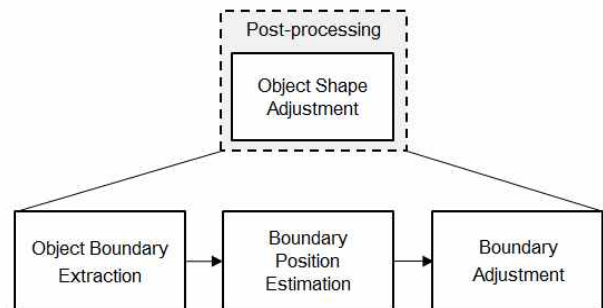 Post-processing
Object Shape
Adjustment
Object Boundary
Extraction
Boundary
Position
Estimation
Boundary
Adjustment